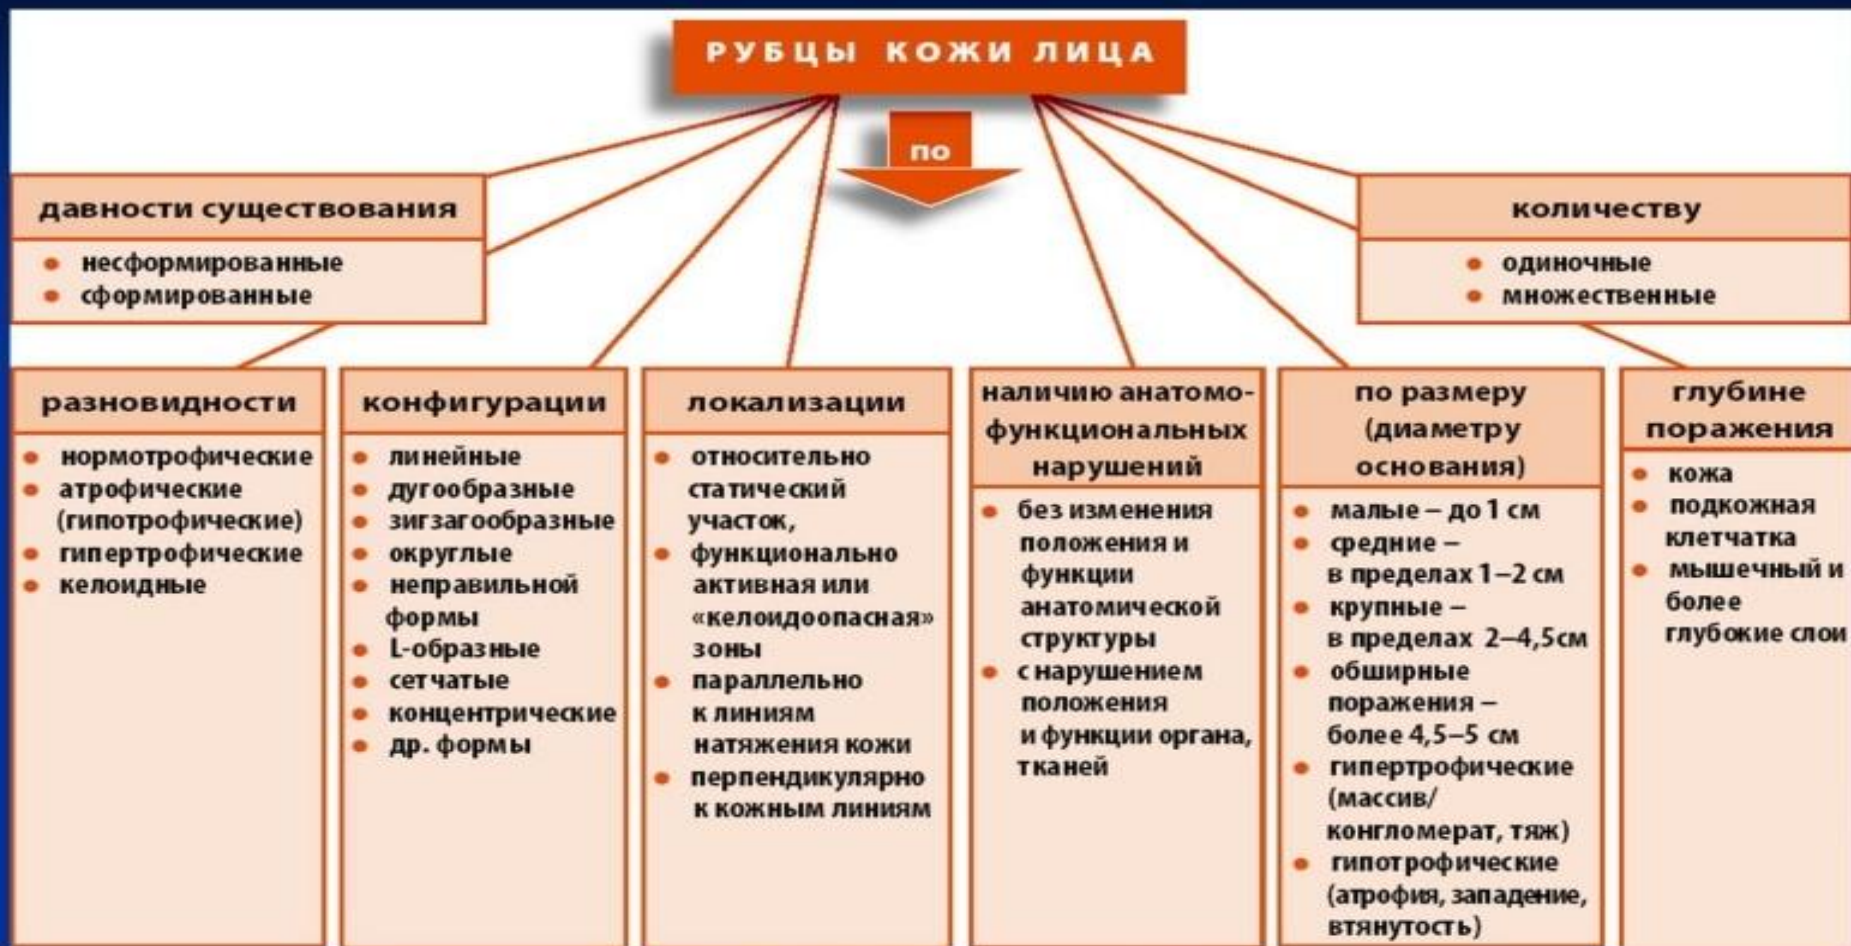 РУБЦЫ КОЖИ ЛИЦА
по
давности существования
• несформированные
• сформированные
количеству
• одиночные
• множественные
разновидности
• нормотрофические
• атрофические
(гипотрофические)
• гипертрофические
• келоидные
конфигурации
• линейные
• дугообразные
• зигзагообразные
• округлые
• неправильной
формы
• L-образные
• сетчатые
• концентрические
• др. формы
локализации
• относительно
статический
участок,
• функционально
активная или
«келоидоопасная»
зоны
• параллельно
к линиям
натяжения кожи
• перпендикулярно
к кожным линиям
наличию анатомо-
функциональных
нарушений
• без изменения
положения и
функции
анатомической
структуры
• с нарушением
положения
и функции органа,
тканей
по размеру
(диаметру
основания)
• малые – до 1 см
• средние –
в пределах 1–2 см
• крупные –
в пределах 2–4,5см
• обширные
поражения –
более 4,5–5 см
• гипертрофические
(массив/
конгломерат, тяж)
• гипотрофические
(атрофия, западение,
втянутость)
глубине
поражения
• кожа
• подкожная
клетчатка
• мышечный и
более
глубокие слои